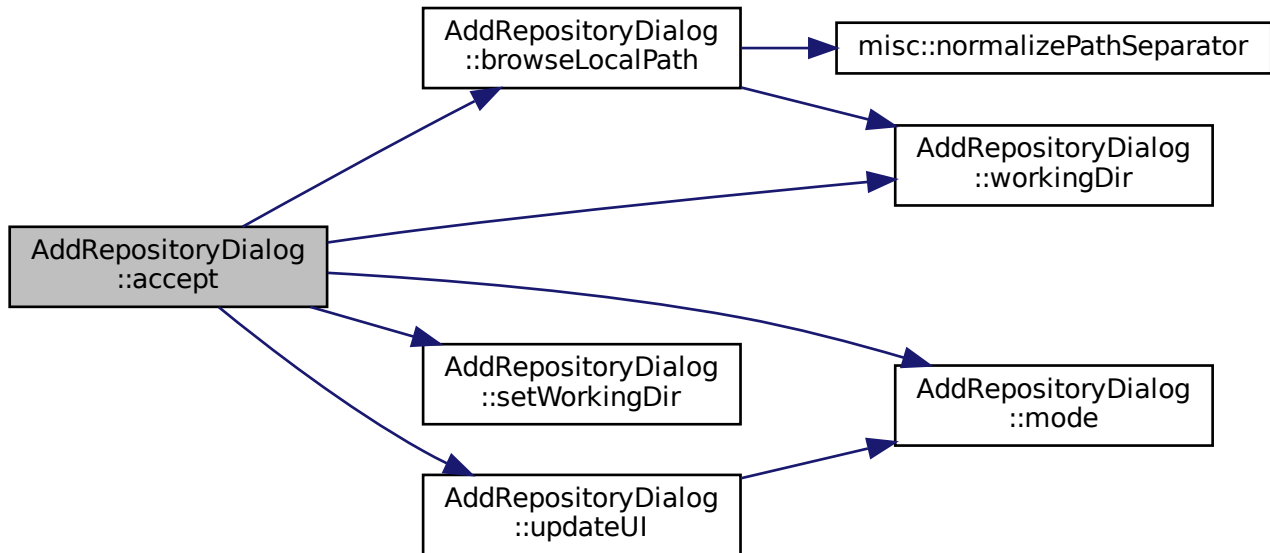 AddRepositoryDialog
::accept
AddRepositoryDialog
::browseLocalPath
misc::normalizePathSeparator
AddRepositoryDialog
::workingDir
AddRepositoryDialog
::setWorkingDir
AddRepositoryDialog
::mode
AddRepositoryDialog
::updateUI